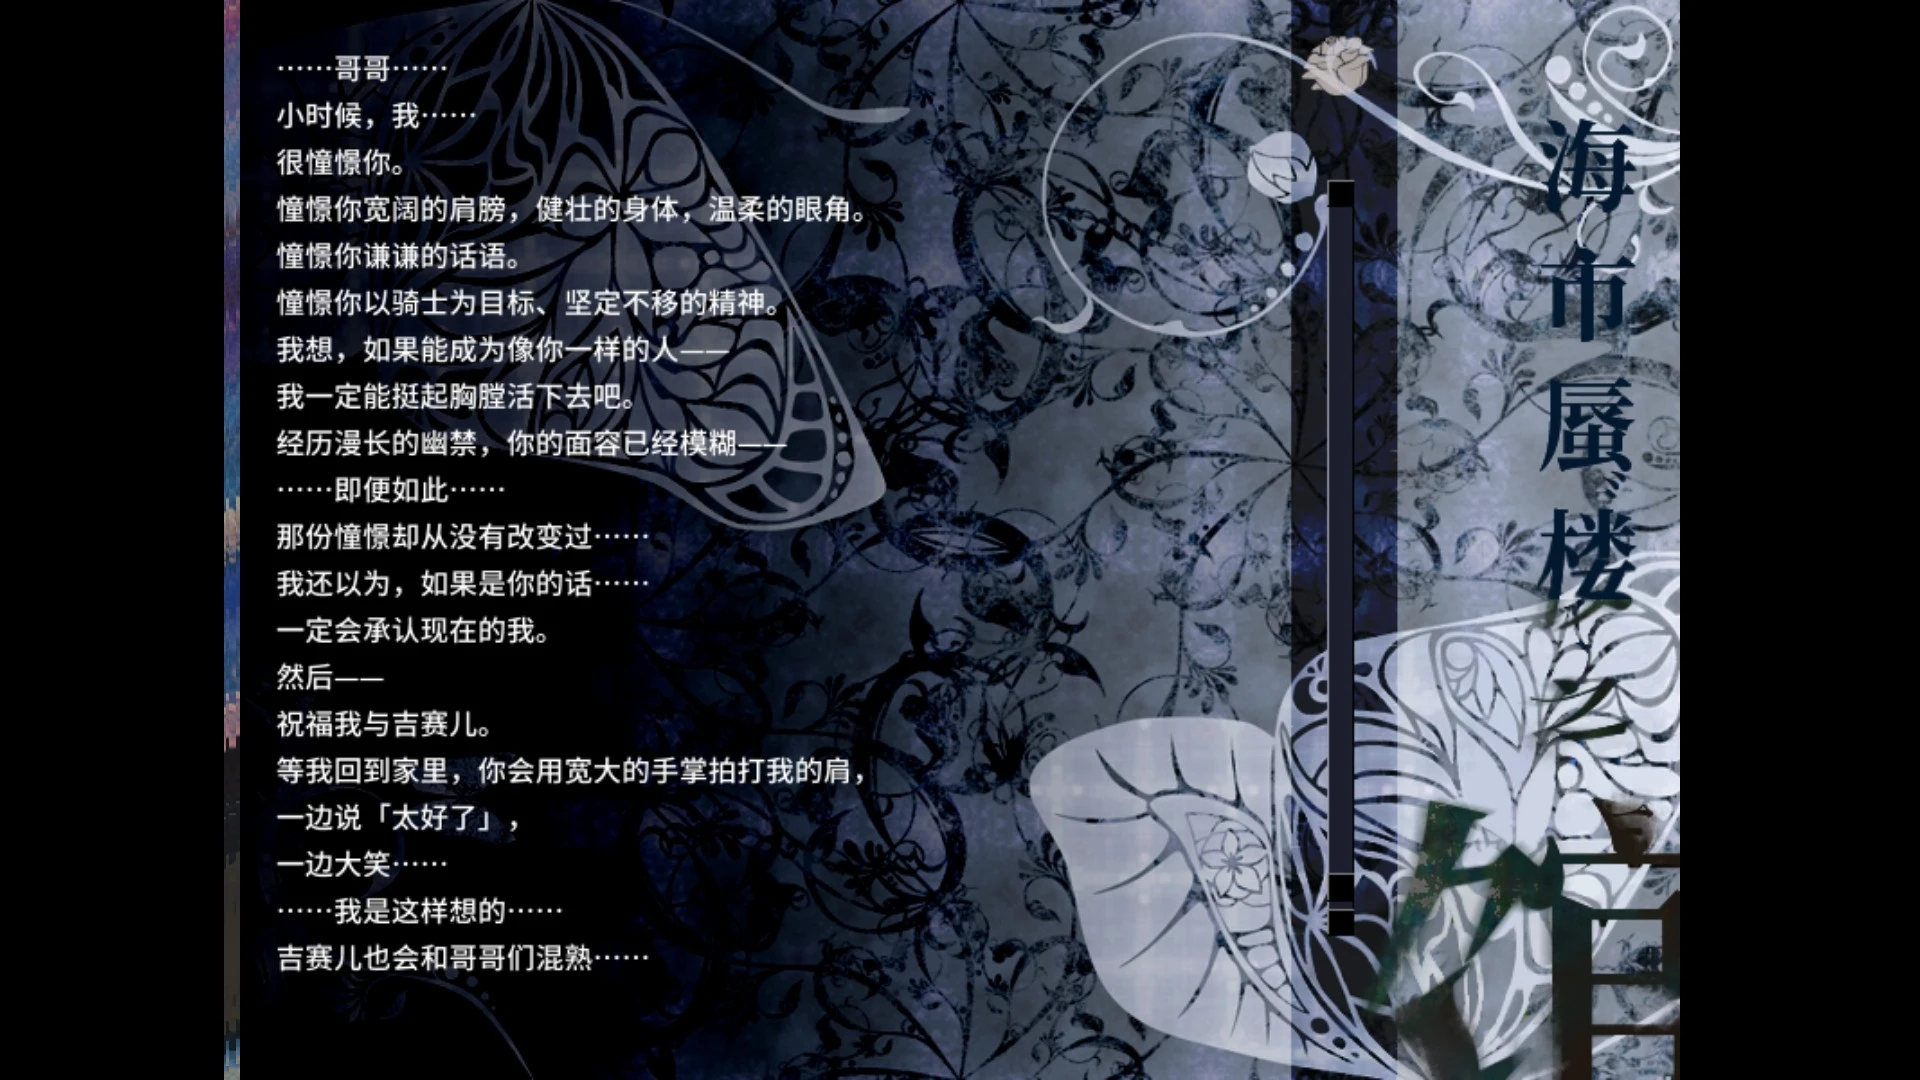 ……哥哥……
小时候，我……
很憧憬你。
憧憬你宽阔的肩膀，健壮的身体，温柔的眼角。
憧憬你谦谦的话语。
憧憬你以骑士为目标、坚定不移的精神。
我想，如果能成为像你一样的人——
我一定能挺起胸膛活下去吧。
经历漫长的幽禁，你的面容已经模糊——
……即便如此……
那份憧憬却从没有改变过……
我还以为，如果是你的话……
一定会承认现在的我。
然后——
祝福我与吉赛儿。
等我回到家里，你会用宽大的手掌拍打我的肩，
一边说「太好了」，
一边大笑……
……我是这样想的……
吉赛儿也会和哥哥们混熟……
海市蜃楼之馆